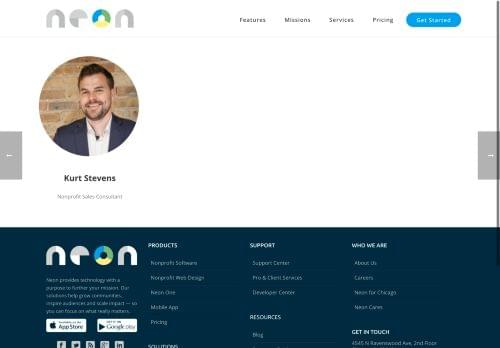 neon
Features
Missions
Services
Pricing
Get Started
←
→
Kurt Stevens
Nonprofit Sales Consultant
neon
Neon provides technology with a
purpose to further your mission. Our
solutions help grow communities,
inspire audiences and scale impact — so
you can focus on what really matters.
App Store
Google play
PRODUCTS
Nonprofit Software
Nonprofit Web Design
Neon One
Mobile App
Pricing
SOLUTIONS
SUPPORT
Support Center
Pro & Client Services
Developer Center
RESOURCES
Blog
WHO WE ARE
About Us
Careers
Neon for Chicago
Neon Cares
GET IN TOUCH
4545 N Ravenswood Ave, 2nd Floor